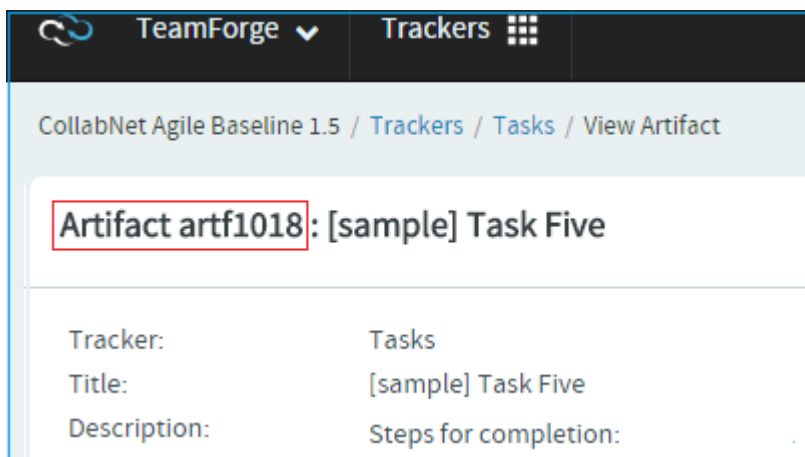 TeamForge Trackers
CollabNet Agile Baseline 1.5 / Trackers / Tasks / View Artifact
Artifact artf1018 : [sample] Task Five
Tracker: Tasks
Title: [sample] Task Five
Description: Steps for completion: